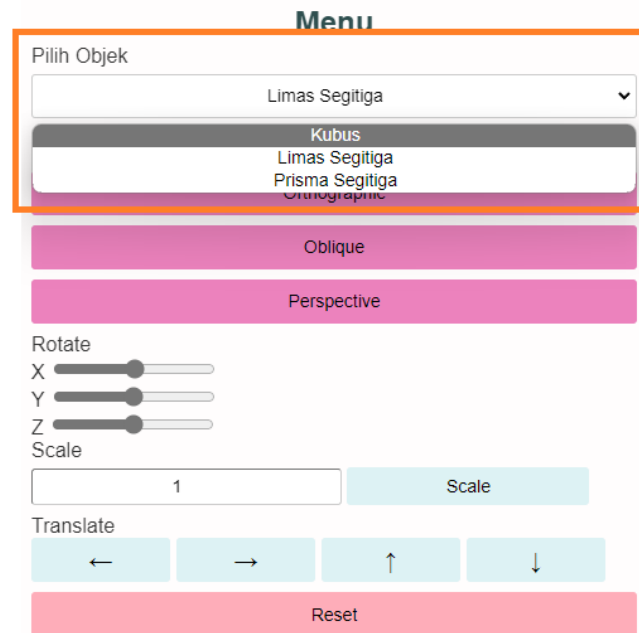 Menu
Pilih Objek
Limas Segitiga
Kubus
Limas Segitiga
Prisma Segitiga
Orthographic
Oblique
Perspective
Rotate
X
Y
Z
Scale
1 Scale
Translate
← → ↑ ↓
Reset